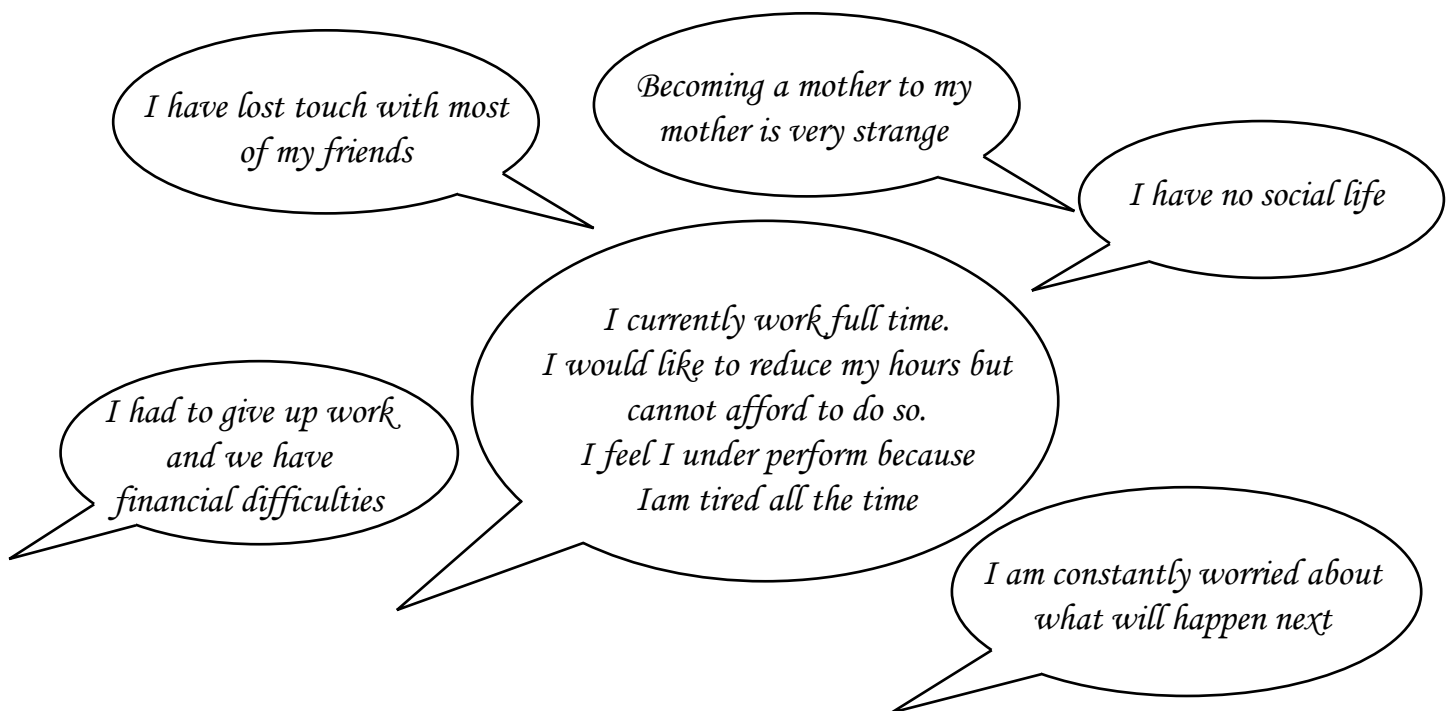 I have lost touch with most
of my friends
Becoming a mother to my
mother is very strange
I have no social life
I currently work full time.
I would like to reduce my hours but
cannot afford to do so.
I feel I under perform because
Iam tired all the time
I had to give up work
and we have
financial difficulties
I am constantly worried about
what will happen next